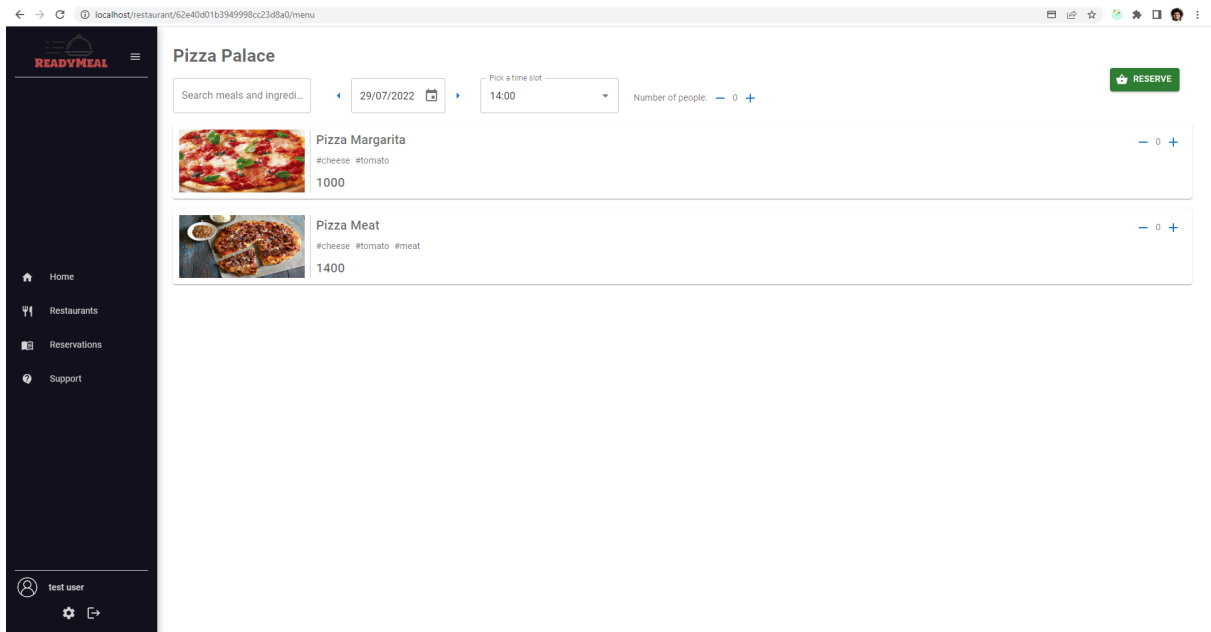 localhost/restaurant/62e40d01b3949998cc23d8a0/menu
READYMEAL
Home
Restaurants
Reservations
Support
test user
Pizza Palace
Search meals and ingredi...
29/07/2022
Pick a time slot
14:00
Number of people: — 0 +
RESERVE
Pizza Margarita
#cheese #tomato
1000
— 0 +
Pizza Meat
#cheese #tomato #meat
1400
— 0 +